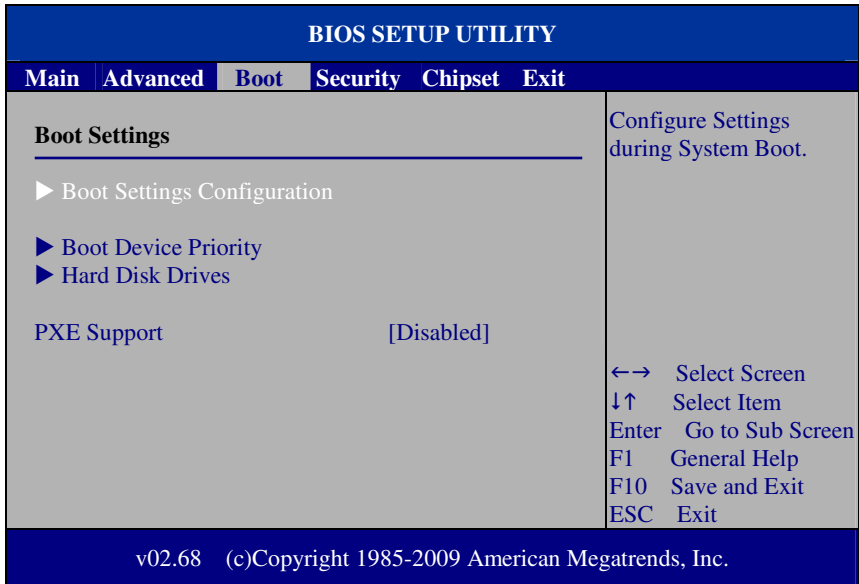 BIOS SETUP UTILITY
Main Advanced Boot Security Chipset Exit
Boot Settings
▶ Boot Settings Configuration
▶ Boot Device Priority
▶ Hard Disk Drives
PXE Support [Disabled]
Configure Settings
during System Boot.
←→ Select Screen
↓↑ Select Item
Enter Go to Sub Screen
F1 General Help
F10 Save and Exit
ESC Exit
v02.68 (c)Copyright 1985-2009 American Megatrends, Inc.